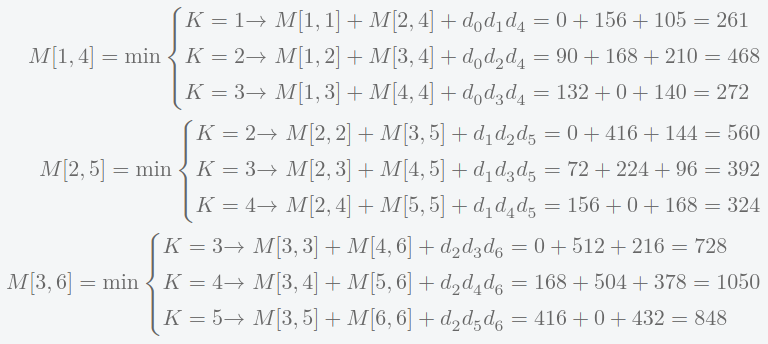 K = 1→ M[1,1] + M[2,4] + d₀d₁d₄ = 0 + 156 + 105 = 261
M[1,4] = min { K = 2→ M[1,2] + M[3,4] + d₀d₂d₄ = 90 + 168 + 210 = 468
K = 3→ M[1,3] + M[4,4] + d₀d₃d₄ = 132 + 0 + 140 = 272
K = 2→ M[2,2] + M[3,5] + d₁d₂d₅ = 0 + 416 + 144 = 560
M[2,5] = min { K = 3→ M[2,3] + M[4,5] + d₁d₃d₅ = 72 + 224 + 96 = 392
K = 4→ M[2,4] + M[5,5] + d₁d₄d₅ = 156 + 0 + 168 = 324
K = 3→ M[3,3] + M[4,6] + d₂d₃d₆ = 0 + 512 + 216 = 728
M[3,6] = min { K = 4→ M[3,4] + M[5,6] + d₂d₄d₆ = 168 + 504 + 378 = 1050
K = 5→ M[3,5] + M[6,6] + d₂d₅d₆ = 416 + 0 + 432 = 848